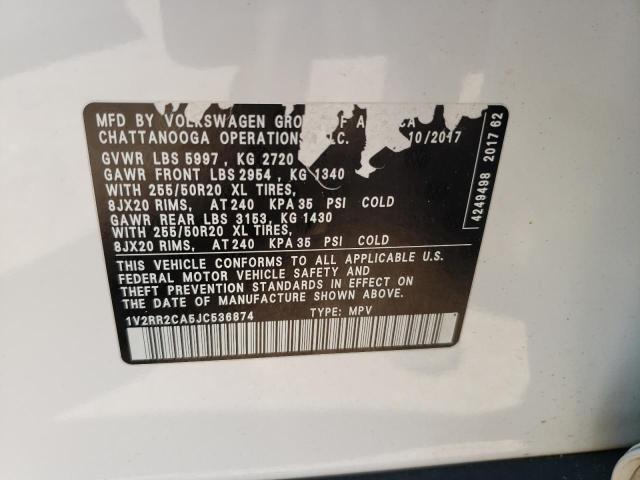 MFD BY VOLKSWAGEN GRO OF A CA
CHATTANOOGA OPERATIONS LLC. 10/2017
GVWR LBS 5997 , KG 2720
GAWR FRONT LBS 2954 , KG 1340
WITH 255/50R20 XL TIRES,
8JX20 RIMS, AT 240 KPA 35 PSI COLD
GAWR REAR LBS 3153, KG 1430
WITH 255/50R20 XL TIRES,
8JX20 RIMS, AT 240 KPA 35 PSI COLD
THIS VEHICLE CONFORMS TO ALL APPLICABLE U.S.
FEDERAL MOTOR VEHICLE SAFETY AND
THEFT PREVENTION STANDARDS IN EFFECT ON
THE DATE OF MANUFACTURE SHOWN ABOVE.
1V2RR2CA5JC536874 TYPE: MPV
4249498 2017 62